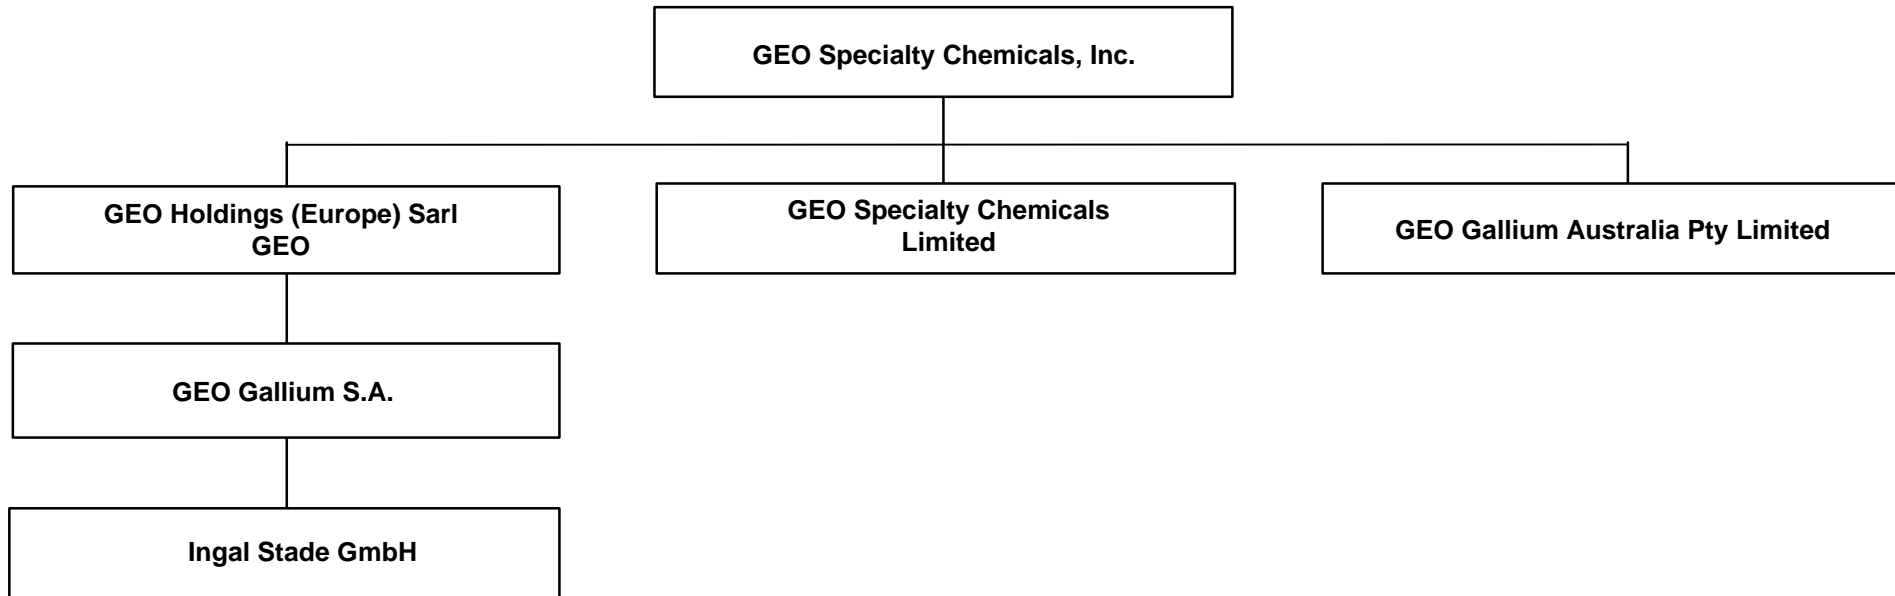 GEO Specialty Chemicals, Inc.
GEO Holdings (Europe) Sarl
GEO
GEO Specialty Chemicals
Limited
GEO Gallium Australia Pty Limited
GEO Gallium S.A.
Ingal Stade GmbH